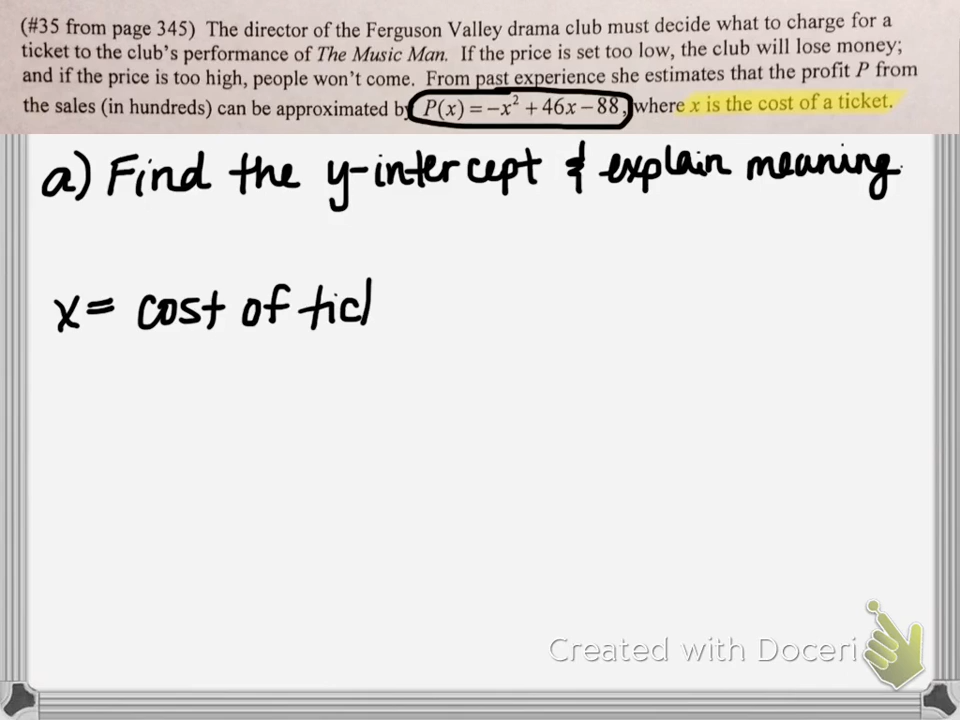 (#35 from page 345) The director of the Ferguson Valley drama club must decide what to charge for a
ticket to the club's performance of The Music Man. If the price is set too low, the club will lose money;
and if the price is too high, people won't come. From past experience she estimates that the profit P from
the sales (in hundreds) can be approximated by P(x) = −x² + 46x − 88, where x is the cost of a ticket.
a) Find the y-intercept & explain meaning.
x = cost of tic
Created with Doceri